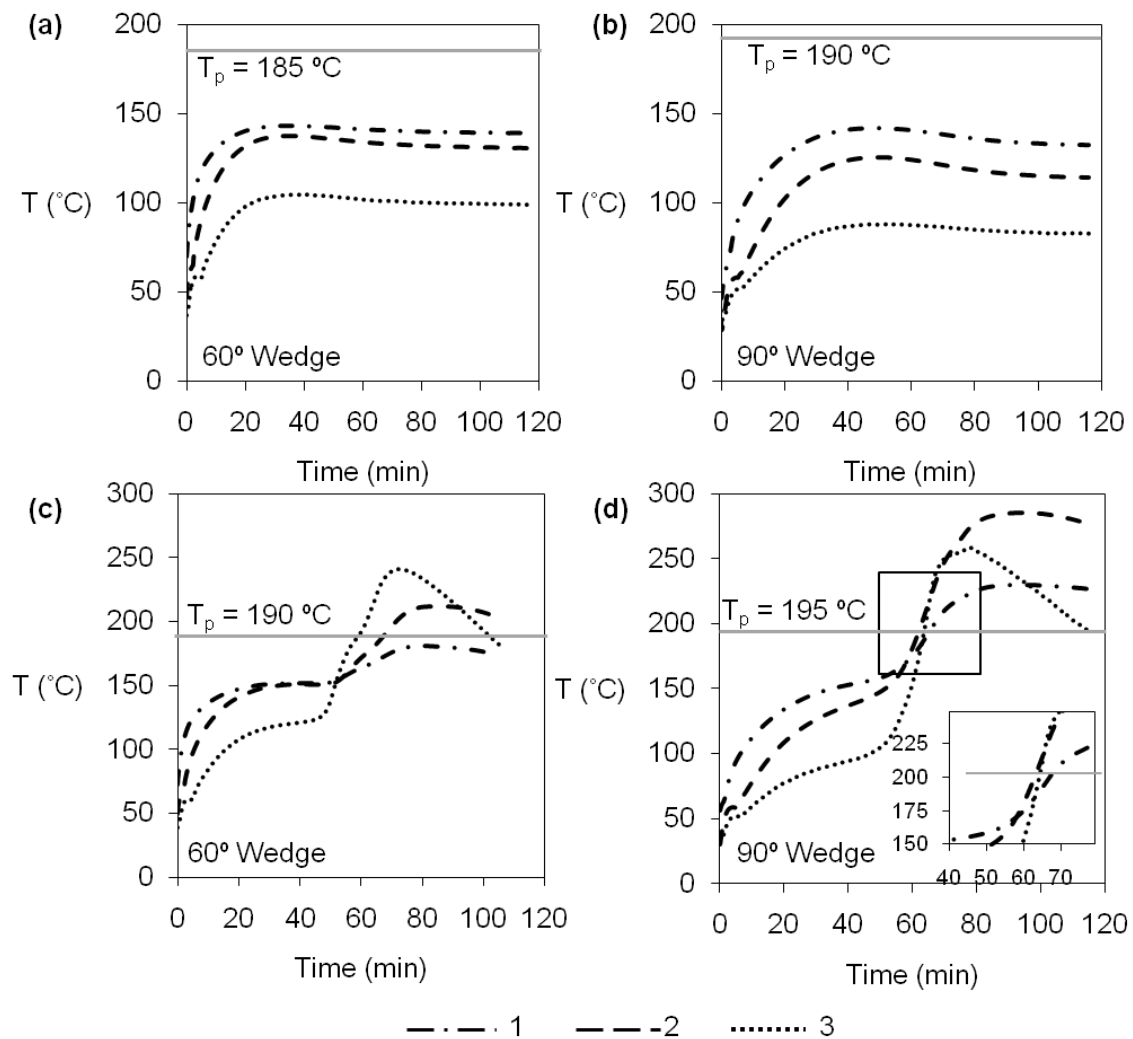 (a)
200
150
100
50
0
T (°C)
Tp = 185 ºC
60º Wedge
0 20 40 60 80 100 120
Time (min)
(b)
200
150
100
50
0
T (°C)
Tp = 190 ºC
90º Wedge
0 20 40 60 80 100 120
Time (min)
(c)
300
250
200
150
100
50
0
T (°C)
Tp = 190 ºC
60º Wedge
0 20 40 60 80 100 120
Time (min)
(d)
300
250
200
150
100
50
0
T (°C)
Tp = 195 ºC
90º Wedge
225
200
175
150
40 50 60 70
0 20 40 60 80 100 120
Time (min)
1 2 3